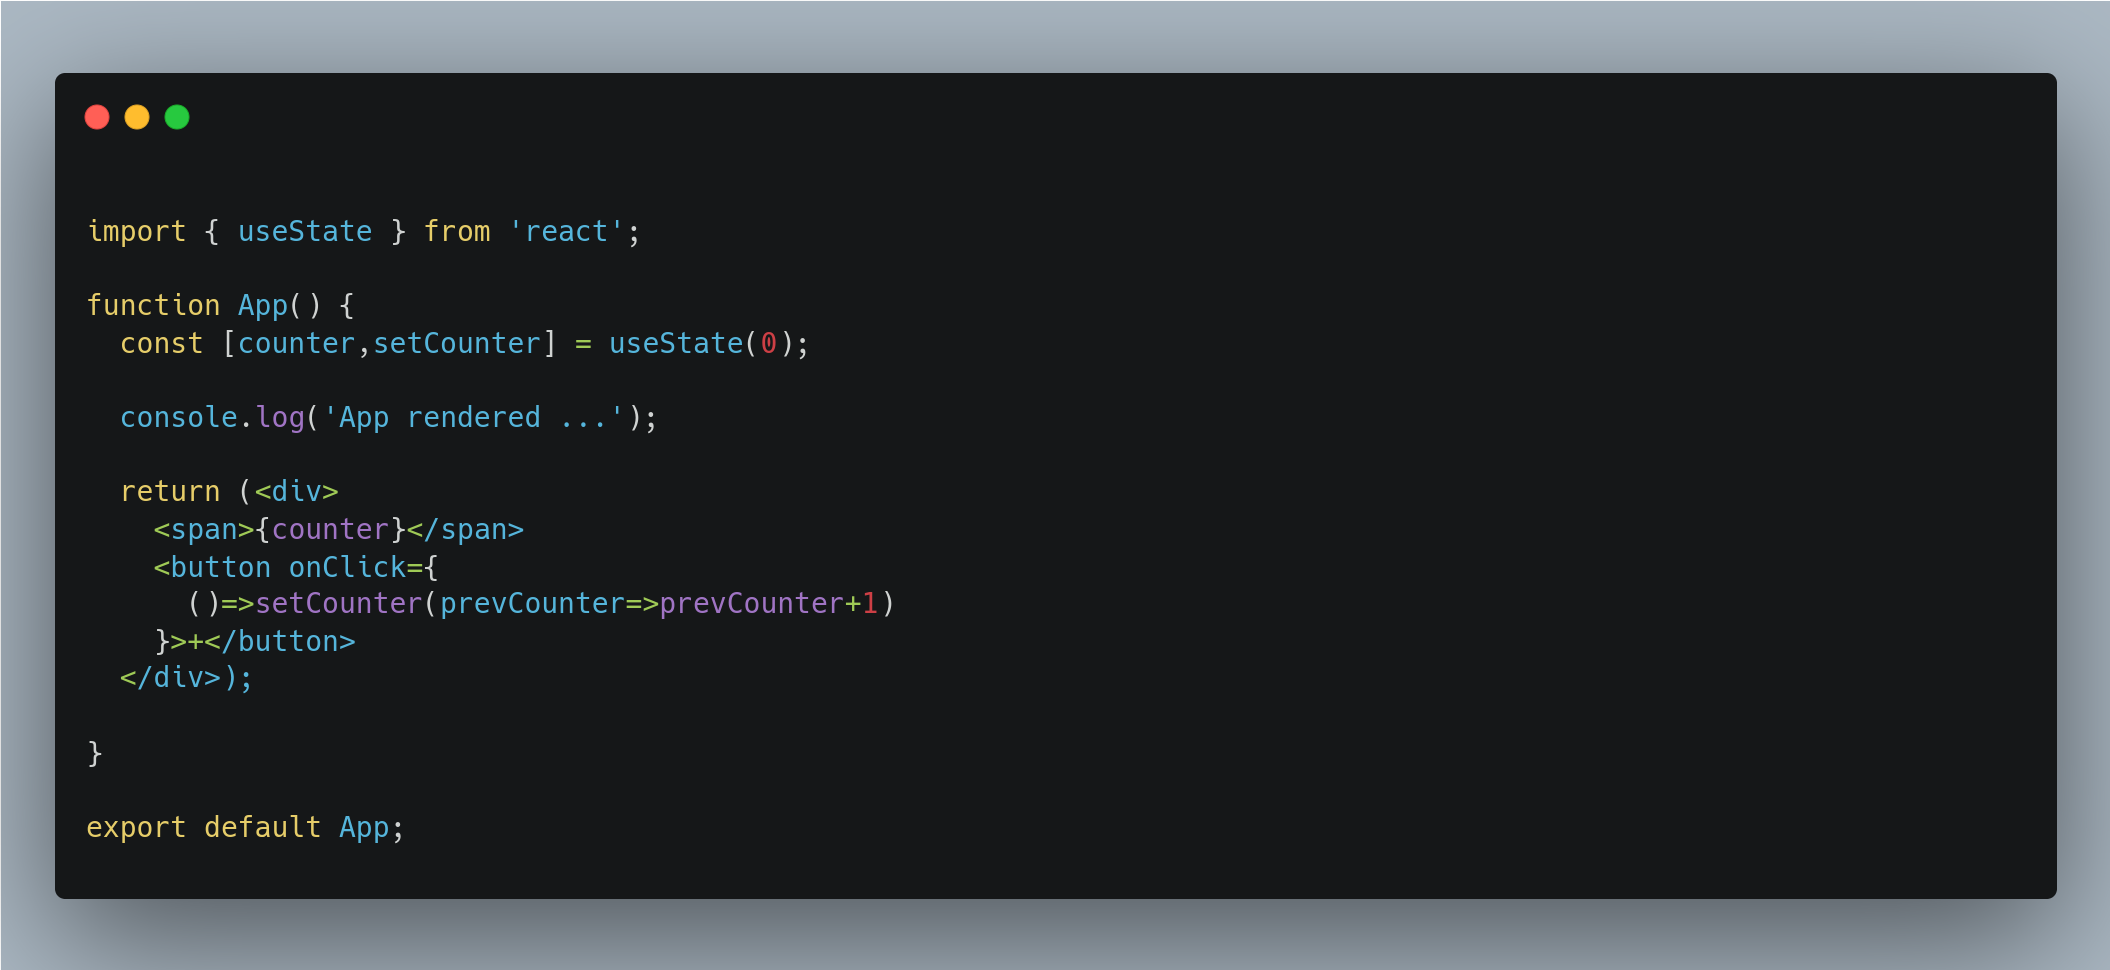 import { useState } from 'react';
function App() {
  const [counter,setCounter] = useState(0);
  console.log('App rendered ...');
  return (<div>
    <span>{counter}</span>
    <button onClick={
      ()=>setCounter(prevCounter=>prevCounter+1)
    }>+</button>
  </div>);
}
export default App;